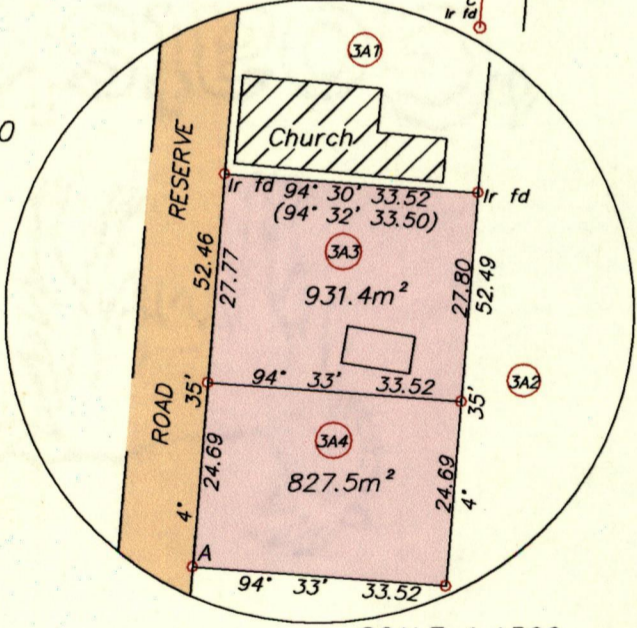 Ir fd
3A1
Church
RESERVE
Ir fd 94° 30' 33.52 Ir fd
(94° 32' 33.50)
3A3
52.46
27.77
931.4m²
27.80
52.49
94° 33' 33.52
35'
35'
3A2
ROAD
3A4
24.69
827.5m²
24.69
4°
4°
A
94° 33' 33.52